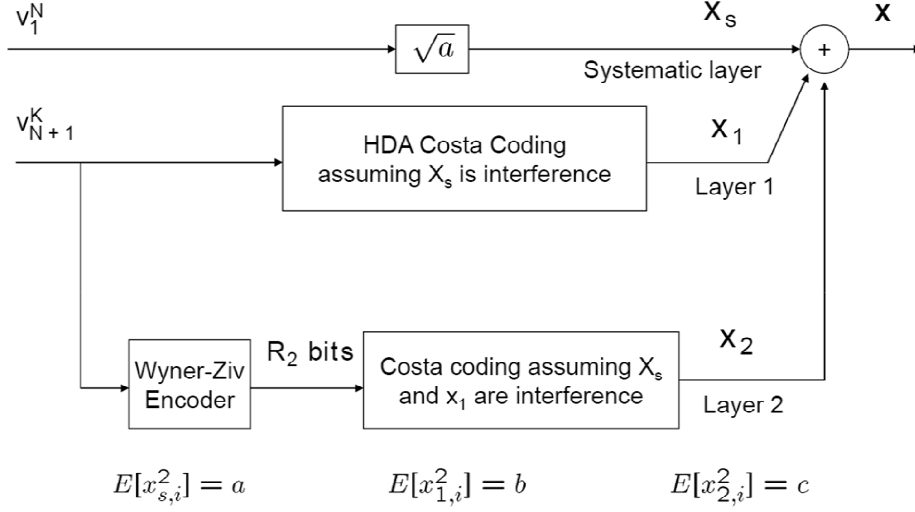 v_1^N
√a
X_s
+
X
Systematic layer
v_{N+1}^K
HDA Costa Coding
assuming X_s is interference
X_1
Layer 1
Wyner-Ziv
Encoder
R_2 bits
Costa coding assuming X_s
and x_1 are interference
X_2
Layer 2
E[x_{s,i}^2] = a
E[x_{1,i}^2] = b
E[x_{2,i}^2] = c